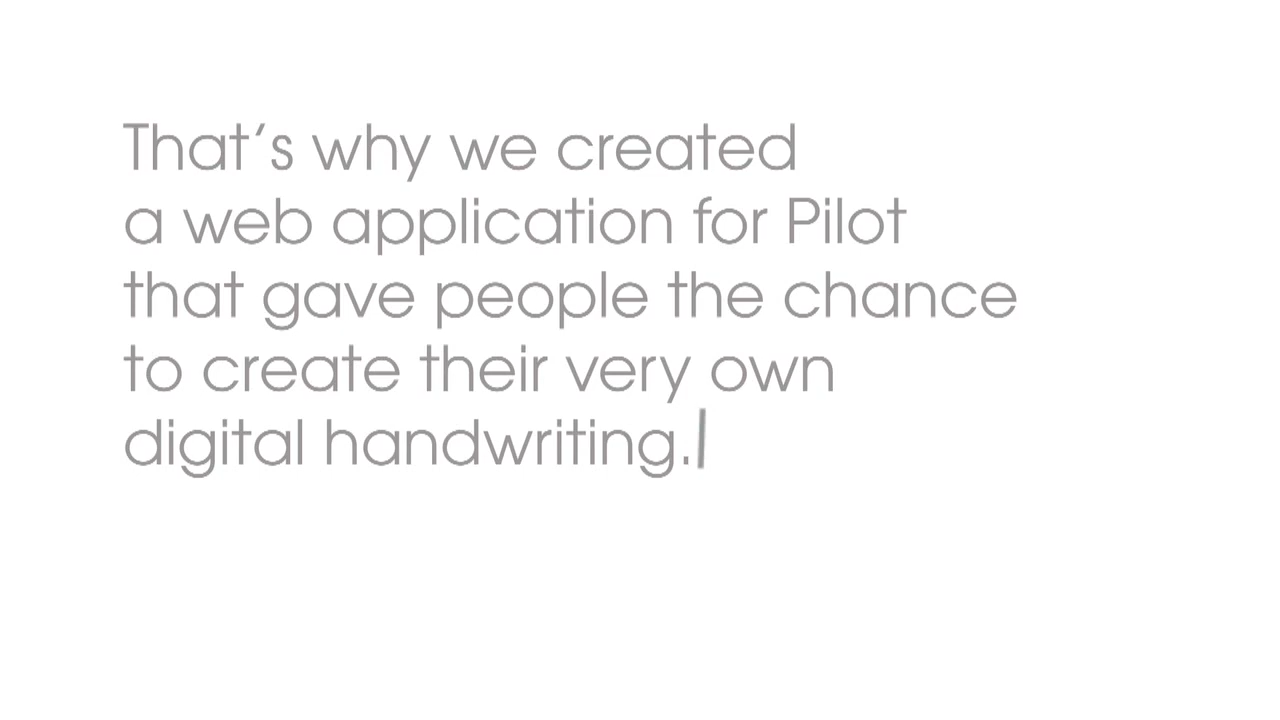 That's why we created
a web application for Pilot
that gave people the chance
to create their very own
digital handwriting.